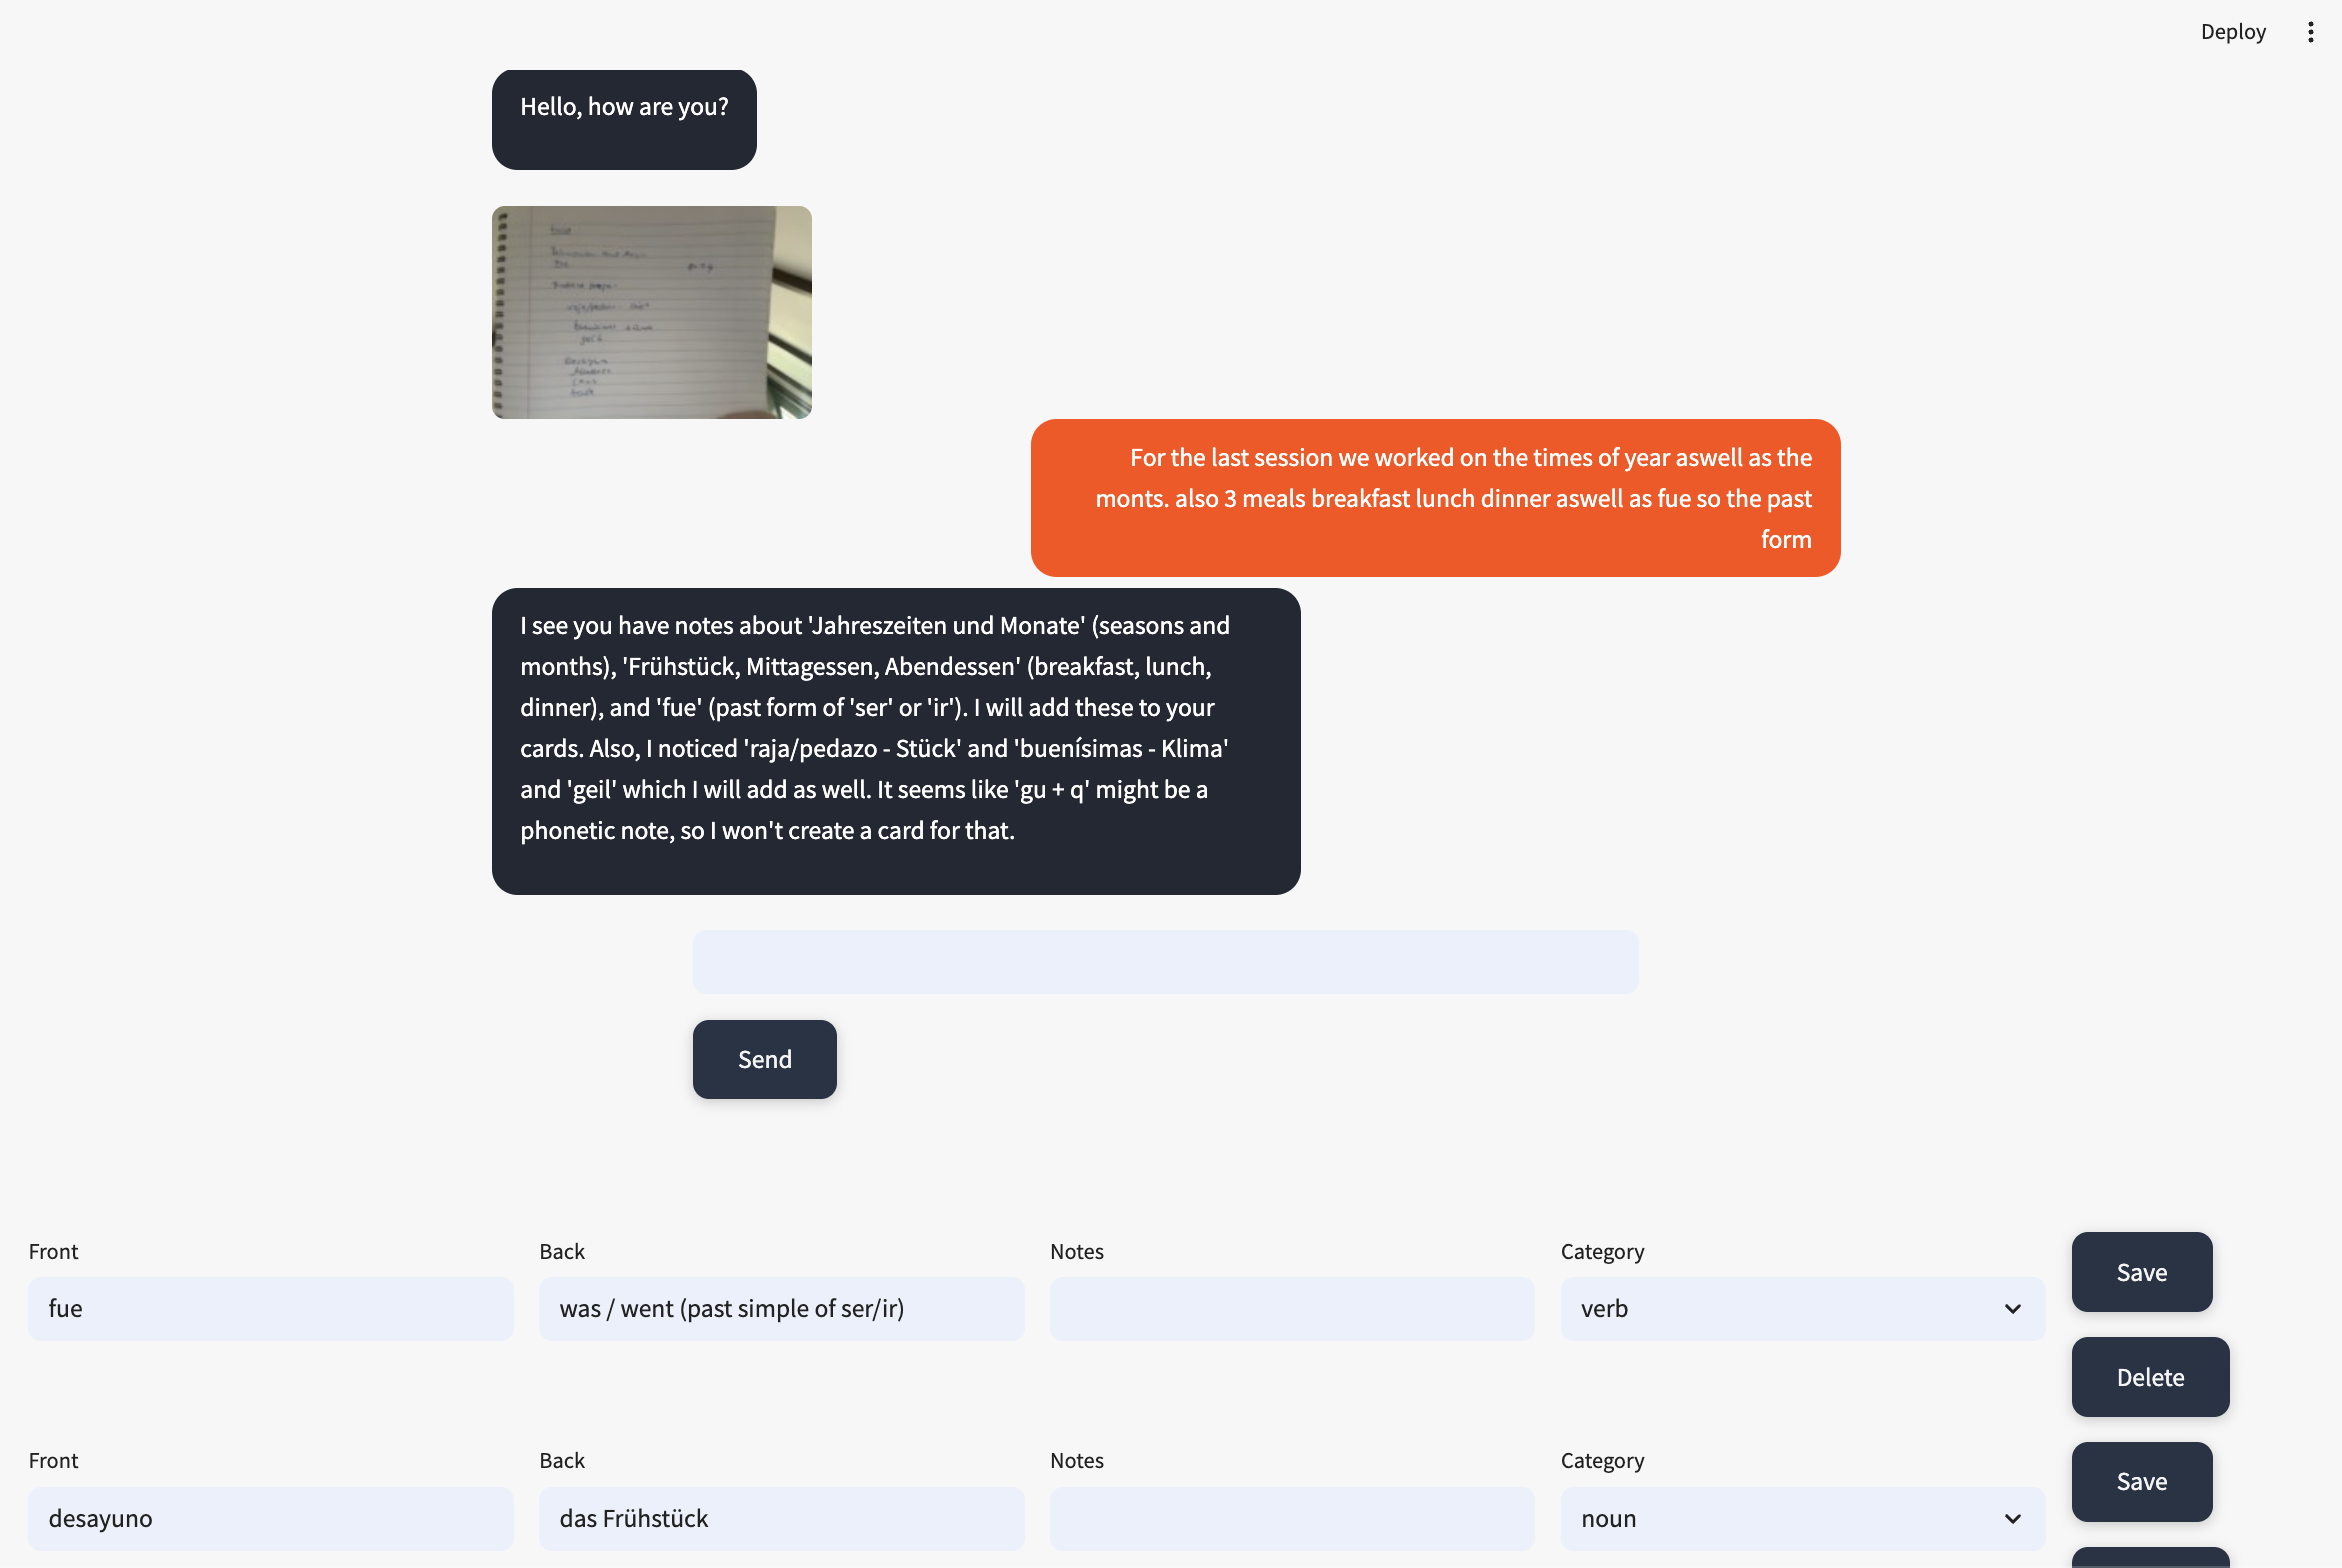 Deploy
Hello, how are you?
For the last session we worked on the times of year aswell as the
monts. also 3 meals breakfast lunch dinner aswell as fue so the past
form
I see you have notes about 'Jahreszeiten und Monate' (seasons and
months), 'Frühstück, Mittagessen, Abendessen' (breakfast, lunch,
dinner), and 'fue' (past form of 'ser' or 'ir'). I will add these to your
cards. Also, I noticed 'raja/pedazo - Stück' and 'buenísimas - Klima'
and 'geil' which I will add as well. It seems like 'gu + q' might be a
phonetic note, so I won't create a card for that.
Send
Front Back Notes Category Save
fue was / went (past simple of ser/ir) verb
Delete
Front Back Notes Category Save
desayuno das Frühstück noun